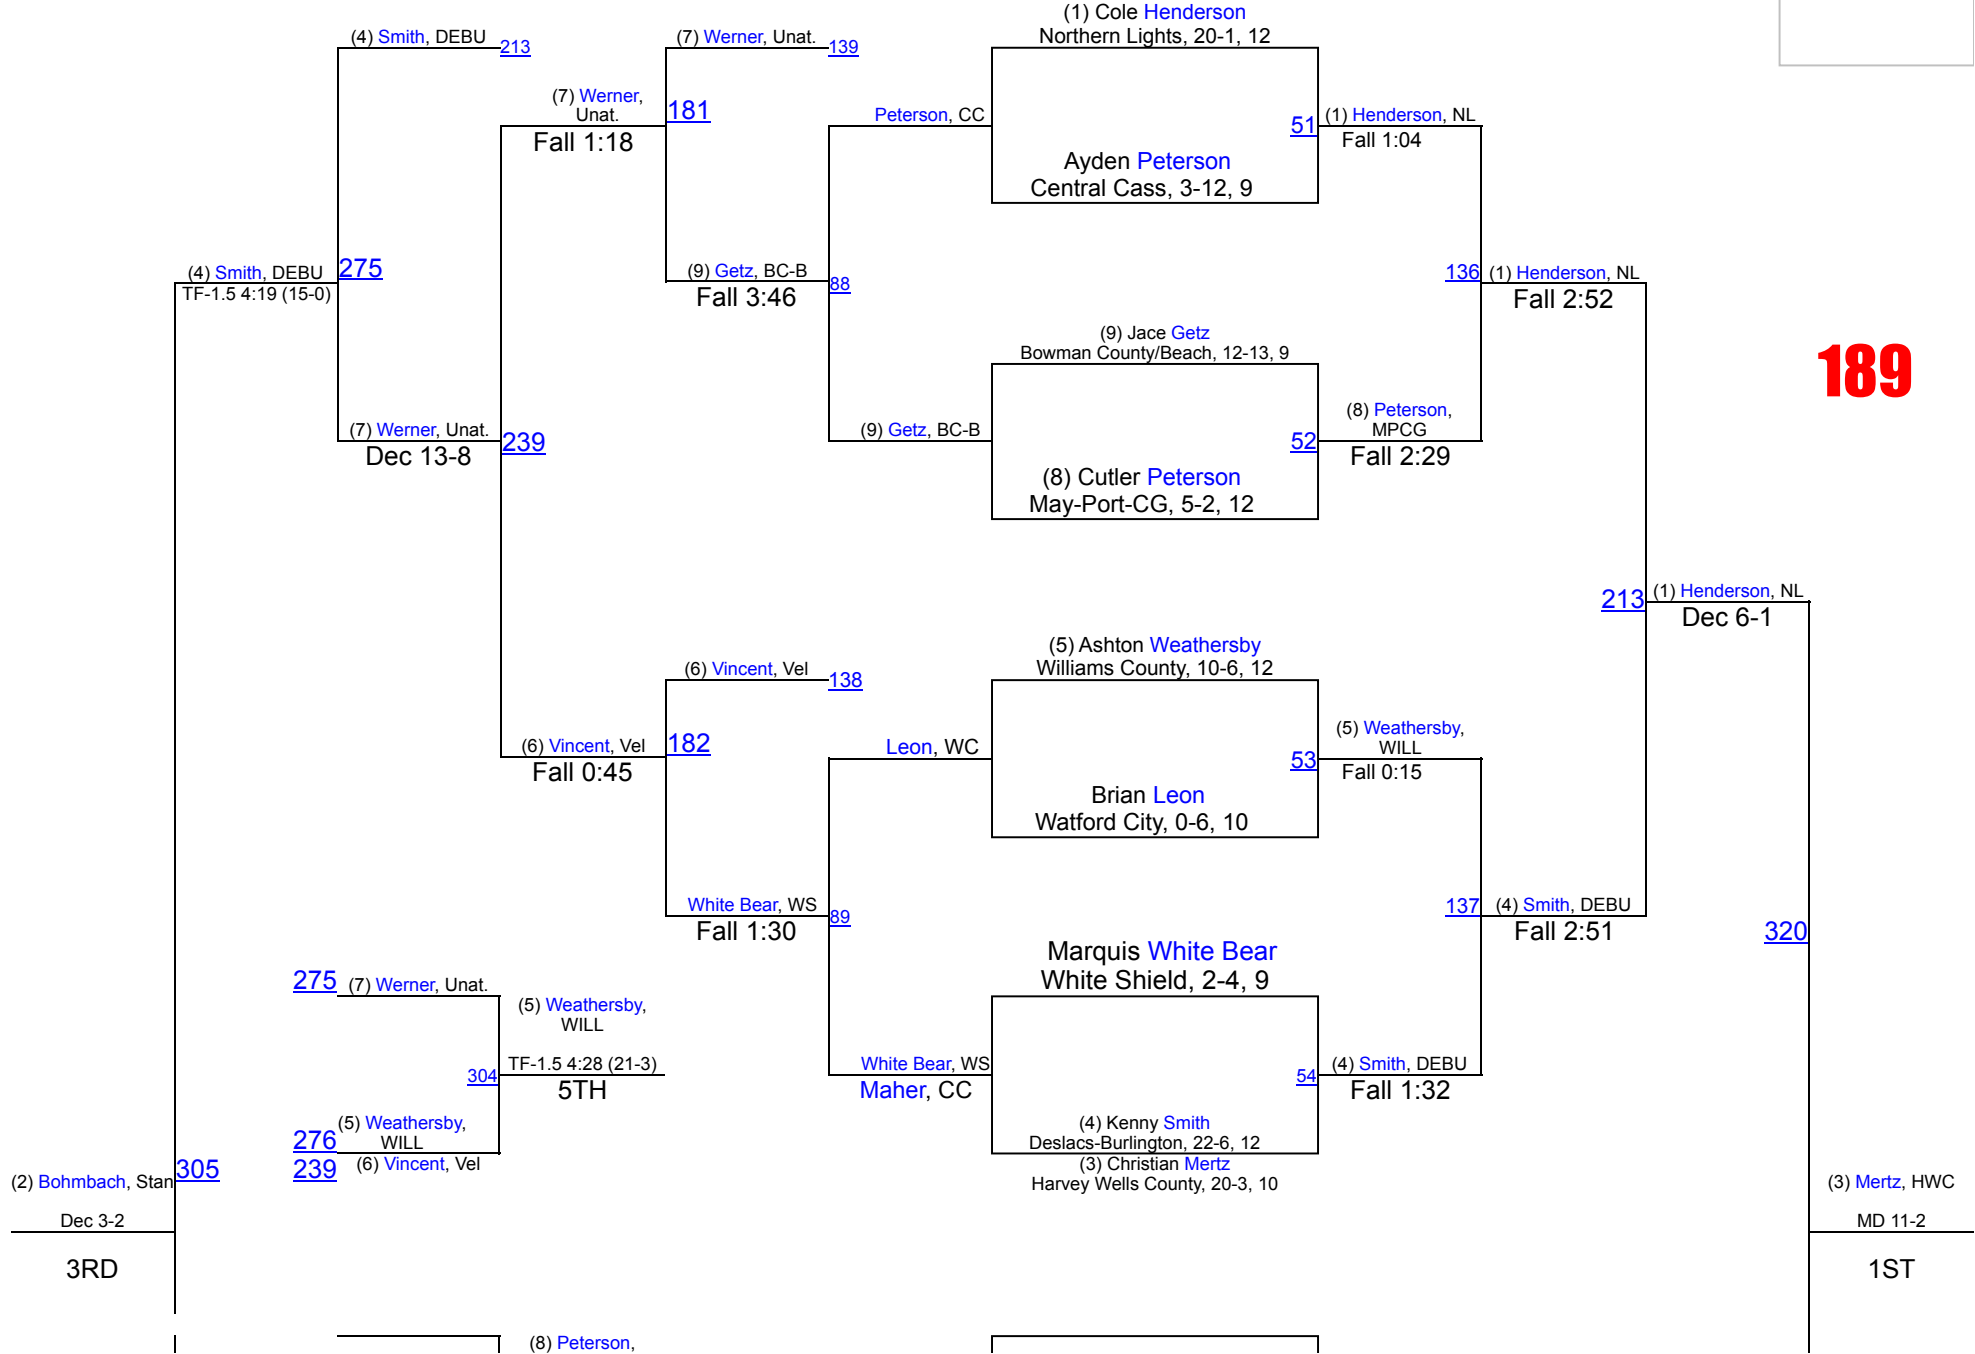 (1) Cole Henderson
Northern Lights, 20-1, 12
(4) Smith, DEBU
213
(7) Werner, Unat.
139
(7) Werner,
Unat.
181
Fall 1:18
Peterson, CC
51
(1) Henderson, NL
Fall 1:04
Ayden Peterson
Central Cass, 3-12, 9
(4) Smith, DEBU
275
TF-1.5 4:19 (15-0)
(9) Getz, BC-B
88
Fall 3:46
136
(1) Henderson, NL
Fall 2:52
(9) Jace Getz
Bowman County/Beach, 12-13, 9
189
(7) Werner, Unat.
239
Dec 13-8
(9) Getz, BC-B
52
(8) Peterson,
MPCG
Fall 2:29
(8) Cutler Peterson
May-Port-CG, 5-2, 12
213
(1) Henderson, NL
Dec 6-1
(5) Ashton Weathersby
Williams County, 10-6, 12
(6) Vincent, Vel
138
(6) Vincent, Vel
182
Fall 0:45
Leon, WC
53
(5) Weathersby,
WILL
Fall 0:15
Brian Leon
Watford City, 0-6, 10
White Bear, WS
89
Fall 1:30
137
(4) Smith, DEBU
Fall 2:51
320
Marquis White Bear
White Shield, 2-4, 9
275
(7) Werner, Unat.
(5) Weathersby,
WILL
304
TF-1.5 4:28 (21-3)
5TH
White Bear, WS
Maher, CC
54
(4) Smith, DEBU
Fall 1:32
276
(5) Weathersby,
WILL
239
(6) Vincent, Vel
(4) Kenny Smith
Deslacs-Burlington, 22-6, 12
(3) Christian Mertz
Harvey Wells County, 20-3, 10
(2) Bohmbach, Stan
305
Dec 3-2
3RD
(3) Mertz, HWC
MD 11-2
1ST
(8) Peterson,